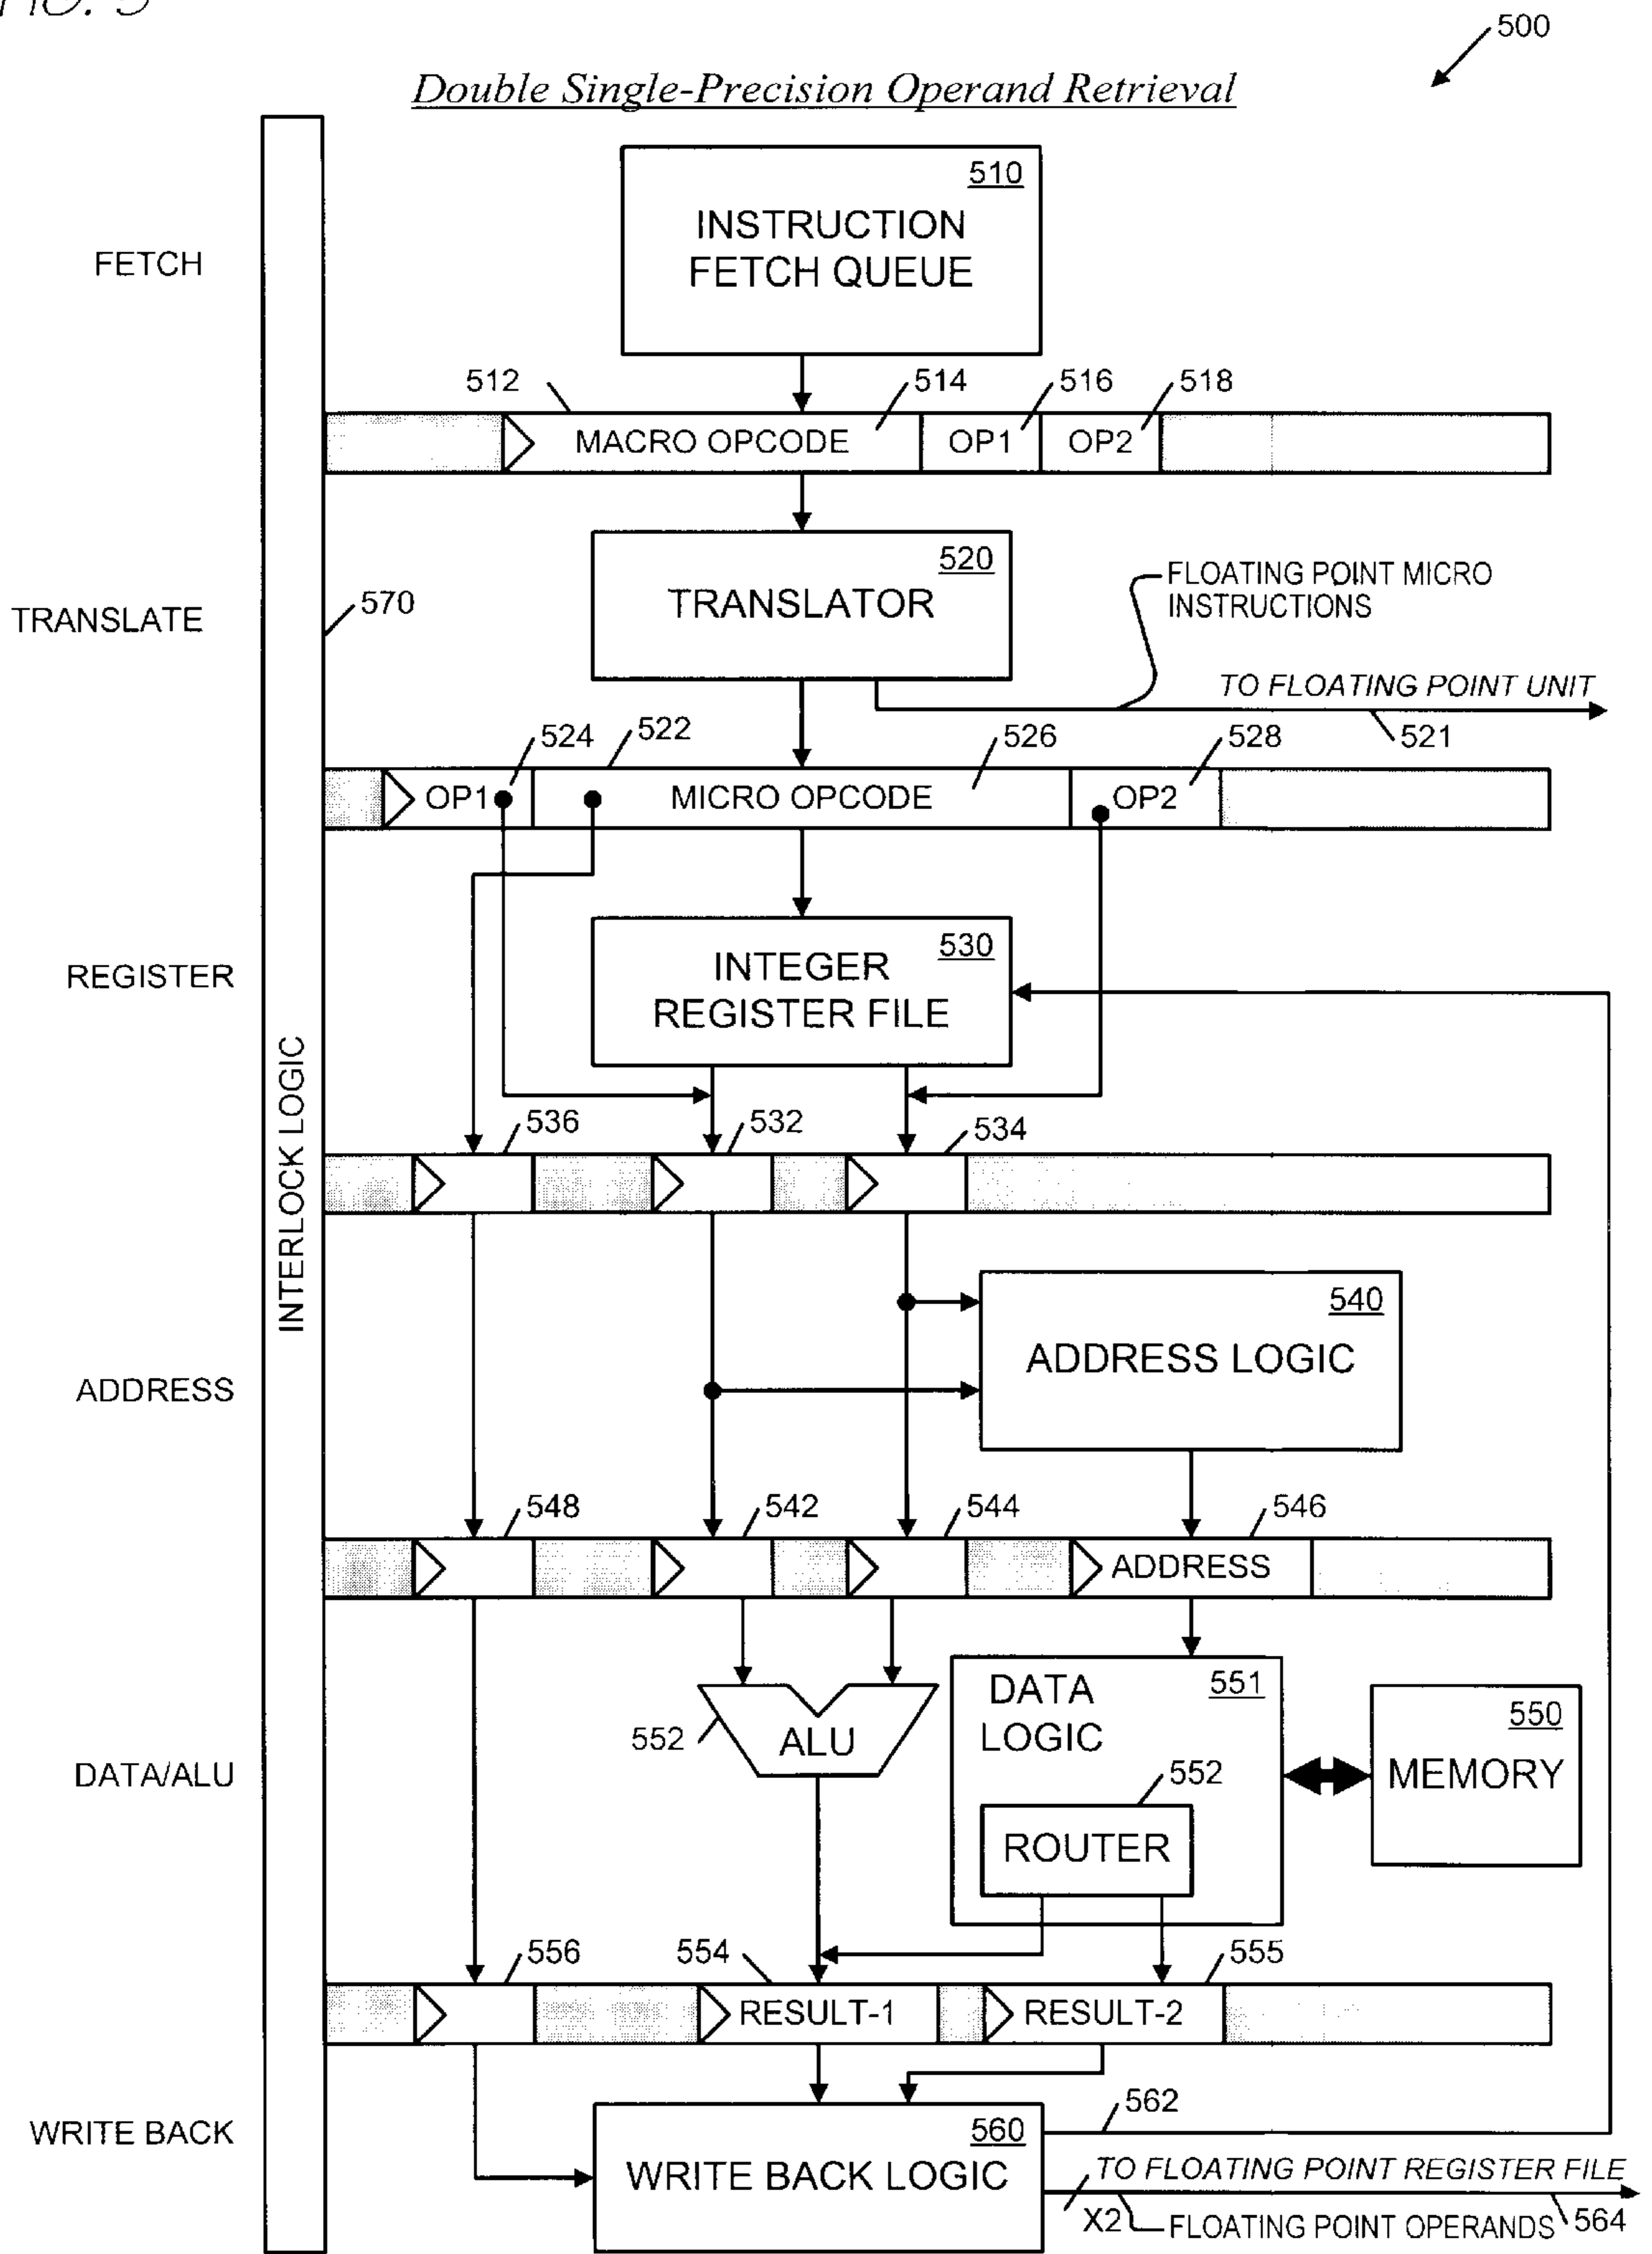 FIG. 5
500
Double Single-Precision Operand Retrieval
510
INSTRUCTION
FETCH QUEUE
FETCH
512
514
516
518
MACRO OPCODE
OP1
OP2
520
TRANSLATOR
FLOATING POINT MICRO
INSTRUCTIONS
TRANSLATE
570
TO FLOATING POINT UNIT
521
524
522
526
528
OP1
MICRO OPCODE
OP2
530
INTEGER
REGISTER FILE
REGISTER
INTERLOCK LOGIC
536
532
534
540
ADDRESS LOGIC
ADDRESS
548
542
544
546
ADDRESS
551
DATA
LOGIC
550
MEMORY
552
ALU
DATA/ALU
552
ROUTER
556
554
555
RESULT-1
RESULT-2
562
WRITE BACK
560
WRITE BACK LOGIC
TO FLOATING POINT REGISTER FILE
X2
FLOATING POINT OPERANDS
564